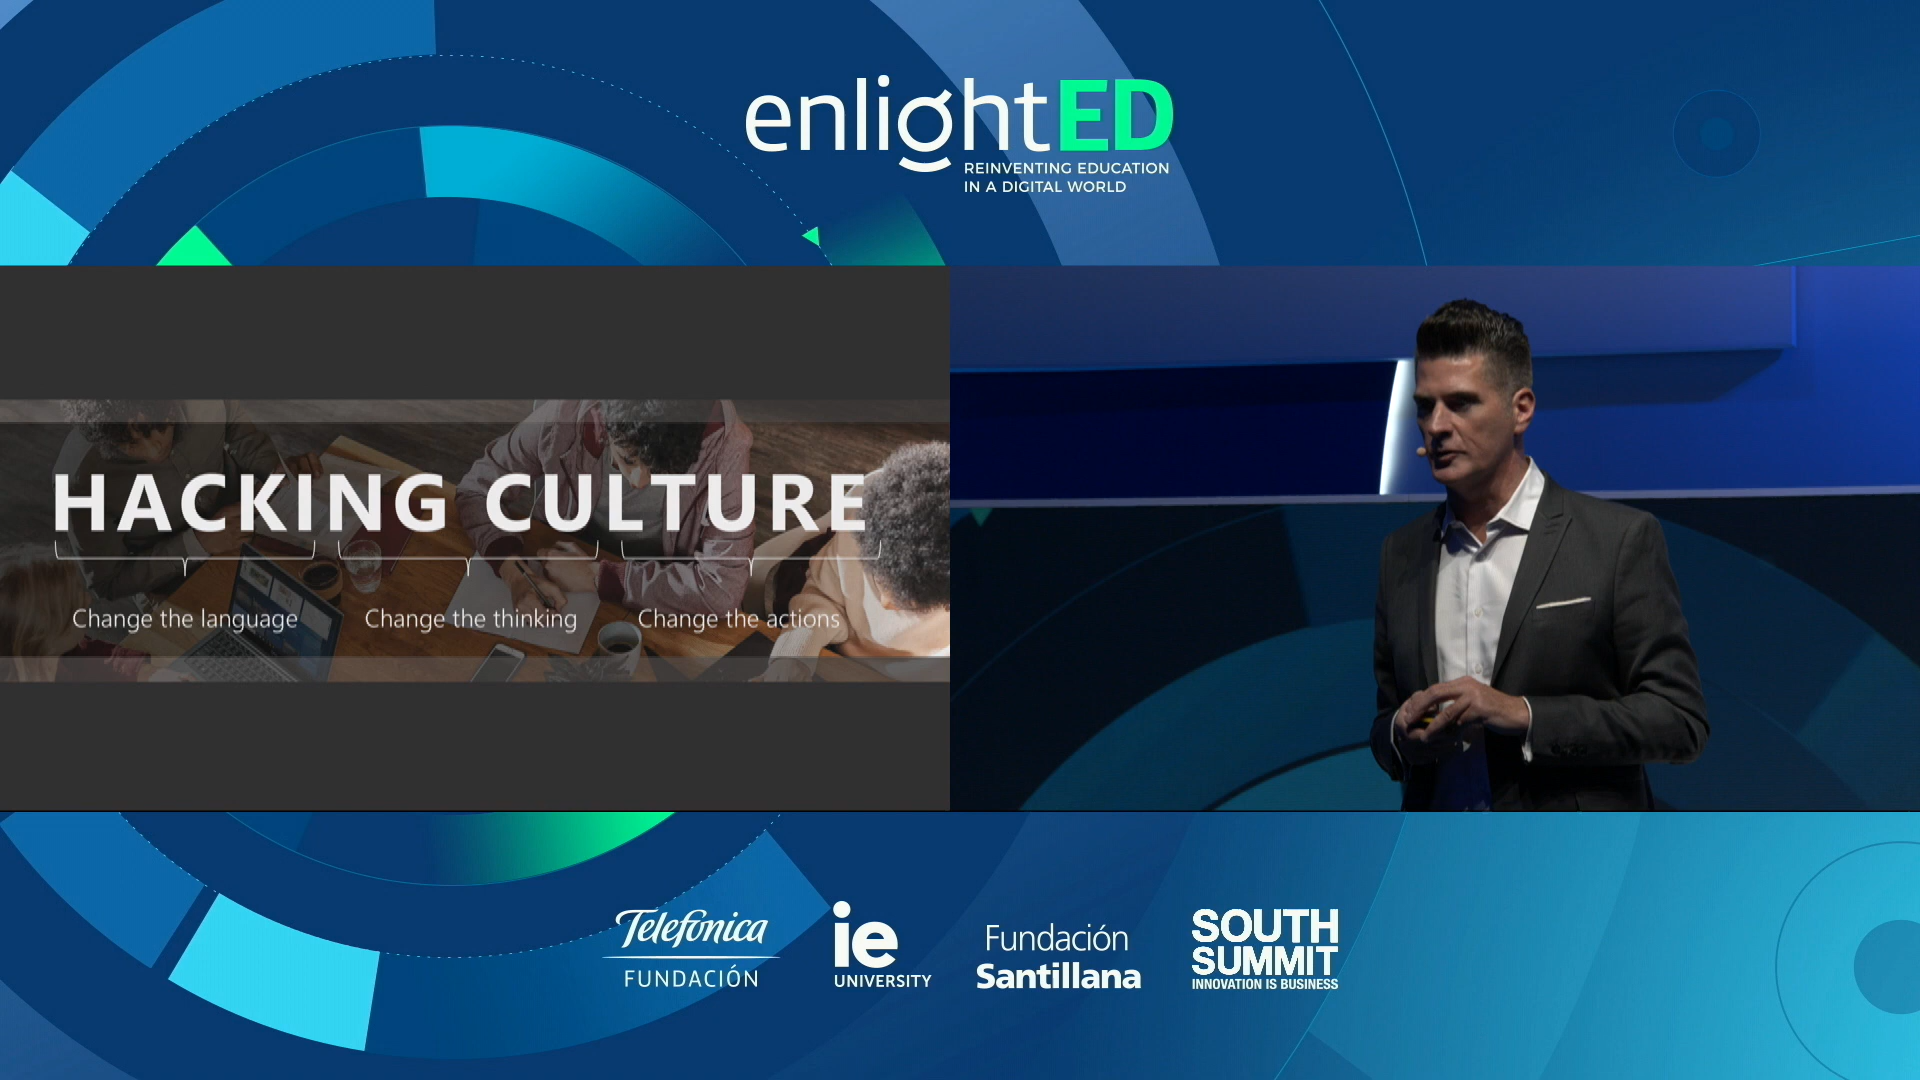 enlightED
REINVENTING EDUCATION
IN A DIGITAL WORLD
HACKING CULTURE
Change the language
Change the thinking
Change the actions
Telefónica
FUNDACIÓN
ie
UNIVERSITY
Fundación
Santillana
SOUTH
SUMMIT
INNOVATION IS BUSINESS